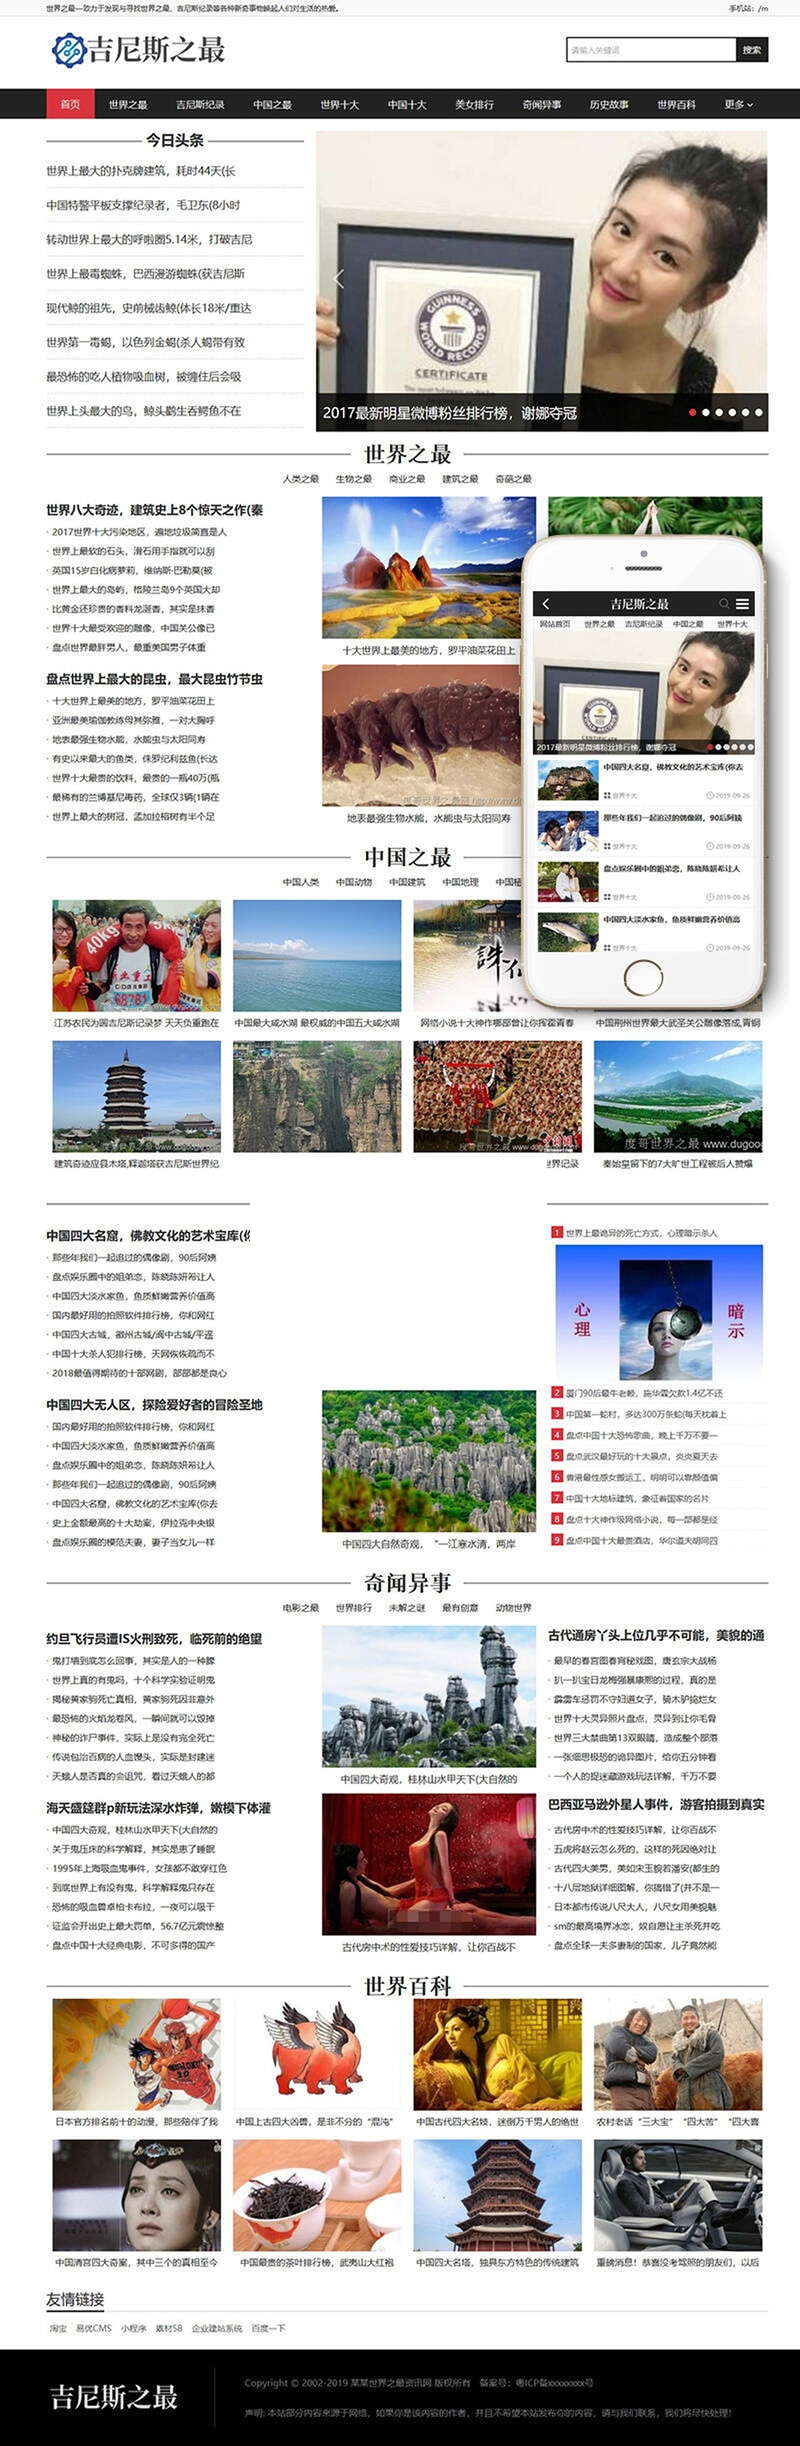 世界之最—致力于发现与寻找世界之最，吉尼斯纪录等各种新奇事物唤起人们对生活的热爱。
手机站：/m
吉尼斯之最
请输入关键词
搜索
首页 世界之最 吉尼斯纪录 中国之最 世界十大 中国十大 美女排行 奇闻异事 历史故事 世界百科 更多
今日头条
世界上最大的扑克牌建筑，耗时44天(长
中国特警平板支撑纪录者，毛卫东(8小时
转动世界上最大的呼啦圈5.14米，打破吉尼
世界上最毒蜘蛛，巴西漫游蜘蛛(获吉尼斯
现代鲸的祖先，史前械齿鲸(体长18米/重达
世界第一毒蝎，以色列金蝎(杀人蝎带有致
最恐怖的吃人植物吸血树，被缠住后会吸
世界上头最大的鸟，鲸头鹳生吞鳄鱼不在
GUINNESS
WORLD RECORDS
CERTIFICATE
2017最新明星微博粉丝排行榜，谢娜夺冠
世界之最
人类之最 生物之最 商业之最 建筑之最 奇葩之最
世界八大奇迹，建筑史上8个惊天之作(秦
2017世界十大污染地区，遍地垃圾简直是人
世界上最软的石头，滑石用手指就可以刮
英国15岁白化病萝莉，维纳斯·巴勒莫(被
世界上最大的岛屿，格陵兰岛9个英国大却
比黄金还珍贵的香料龙涎香，其实是抹香
世界十大最受欢迎的雕像，中国关公像已
盘点世界最胖男人，最重美国男子体重
十大世界上最美的地方，罗平油菜花田上
盘点世界上最大的昆虫，最大昆虫竹节虫
十大世界上最美的地方，罗平油菜花田上
亚洲最美瑜伽教练母其弥雅，一对大胸呼
地表最强生物水熊，水熊虫与太阳同寿
有史以来最大的鱼类，侏罗纪利兹鱼(长达
世界十大最贵的饮料，最贵的一瓶40万(瓶
最稀有的兰博基尼毒药，全球仅3辆(1辆在
世界上最大的树冠，孟加拉榕树有半个足
地表最强生物水熊，水熊虫与太阳同寿
吉尼斯之最
网站首页 世界之最 吉尼斯纪录 中国之最 世界十大
CERTIFICATE
2017最新明星微博粉丝排行榜，谢娜夺冠
中国四大名窟，佛教文化的艺术宝库(你去
世界十大 2019-09-26
那些年我们一起追过的偶像剧，90后阿姨
世界十大 2019-09-26
盘点娱乐圈中的姐弟恋，陈晓陈妍希让人
世界十大 2019-09-26
中国四大淡水家鱼，鱼质鲜嫩营养价值高
世界十大 2019-09-26
中国之最
中国人类 中国动物 中国建筑 中国地理
40kg
68781
诛
江苏农民为圆吉尼斯记录梦 天天负重跑在
中国最大咸水湖 最权威的中国五大咸水湖
网络小说十大神作哪部曾让你挥霍青春
中国荆州世界最大武圣关公雕像落成,青铜
度哥世界之最 www.dugoo
建筑奇迹应县木塔,释迦塔获吉尼斯世界纪
世界记录
秦始皇留下的7大旷世工程被后人赞爆
中国四大名窟，佛教文化的艺术宝库(你
那些年我们一起追过的偶像剧，90后阿姨
盘点娱乐圈中的姐弟恋，陈晓陈妍希让人
中国四大淡水家鱼，鱼质鲜嫩营养价值高
国内最好用的拍照软件排行榜，你和网红
中国四大古城，徽州古城/阆中古城/平遥
中国十大杀人犯排行榜，天网恢恢疏而不
2018最值得期待的十部网剧，部部都是良心
中国四大无人区，探险爱好者的冒险圣地
国内最好用的拍照软件排行榜，你和网红
中国四大淡水家鱼，鱼质鲜嫩营养价值高
盘点娱乐圈中的姐弟恋，陈晓陈妍希让人
那些年我们一起追过的偶像剧，90后阿姨
中国四大名窟，佛教文化的艺术宝库(你去
史上金额最高的十大劫案，伊拉克中央银
盘点娱乐圈的模范夫妻，妻子当女儿一样
中国四大自然奇观，“一江寒水清，两岸
1 世界上最诡异的死亡方式，心理暗示杀人
心理
暗示
2 厦门90后最牛老赖，施华霖欠款1.4亿不还
3 中国第一蛇村，多达300万条蛇(每天枕着上
4 盘点中国十大恐怖歌曲，晚上千万不要一
5 盘点武汉最好玩的十大景点，炎炎夏天去
6 香港最性感女搬运工，明明可以靠颜值偏
7 中国十大地标建筑，象征着国家的名片
8 盘点十大神作级网络小说，每一部都是经
9 盘点中国十大最贵酒店，华尔道夫胡同四
奇闻异事
电影之最 世界排行 未解之谜 最有创意 动物世界
约旦飞行员遭IS火刑致死，临死前的绝望
鬼打墙到底怎么回事，其实是人的一种朦
世界上真的有鬼吗，十个科学实验证明鬼
揭秘黄家驹死亡真相，黄家驹死因非意外
最恐怖的火焰龙卷风，一瞬间就可以毁掉
神秘的诈尸事件，实际上是没有完全死亡
传说包治百病的人血馒头，实际是封建迷
天蛾人是否真的会诅咒，看过天蛾人的都
中国四大奇观，桂林山水甲天下(大自然的
古代通房丫头上位几乎不可能，美貌的通
最早的春宫图春宵秘戏图，唐玄宗大战杨
扒一扒宝日龙梅强暴康熙的过程，真的是
霹雳车惩罚不守妇道女子，骑木驴捣烂女
世界十大灵异照片盘点，灵异到让你毛骨
世界三大禁曲第13双眼睛，造成整个部落
一张细思极恐的诡异图片，给你五分钟看
一个人的捉迷藏游戏玩法详解，千万不要
海天盛筵群p新玩法深水炸弹，嫩模下体灌
中国四大奇观，桂林山水甲天下(大自然的
关于鬼压床的科学解释，其实是患了睡眠
1995年上海吸血鬼事件，女孩都不敢穿红色
到底世界上有没有鬼，科学解释鬼只存在
恐怖的吸血兽卓柏卡布拉，一夜可以吸干
证监会开出史上最大罚单，56.7亿元震惊整
盘点中国十大经典电影，不可多得的国产
古代房中术的性爱技巧详解，让你百战不
巴西亚马逊外星人事件，游客拍摄到真实
古代房中术的性爱技巧详解，让你百战不
五虎将赵云怎么死的，这样的死因绝对让
古代四大美男，美如宋玉貌若潘安(都生的
十八层地狱详细图解，你搞错了(并不是一
日本都市传说八尺大人，八尺女用美貌魅
sm的最高境界冰恋，奴自愿让主杀死并吃
盘点全球一夫多妻制的国家，儿子竟然能
世界百科
日本官方排名前十的动漫，那些陪伴了我
中国上古四大凶兽，是非不分的“混沌”
中国古代四大名妓，迷倒万千男人的绝世
农村老话“三大宝”“四大苦”“四大喜
中国清宫四大奇案，其中三个的真相至今
中国最贵的茶叶排行榜，武夷山大红袍
中国四大名塔，独具东方特色的传统建筑
重磅消息！恭喜没考驾照的朋友们，以后
友情链接
淘宝 易优CMS 小程序 素材58 企业建站系统 百度一下
吉尼斯之最
Copyright © 2002-2019 某某世界之最资讯网 版权所有 备案号：粤ICP备xxxxxxxx号
声明: 本站部分内容来源于网络，如果你是该内容的作者，并且不希望本站发布你的内容，请与我们联系，我们将尽快处理！